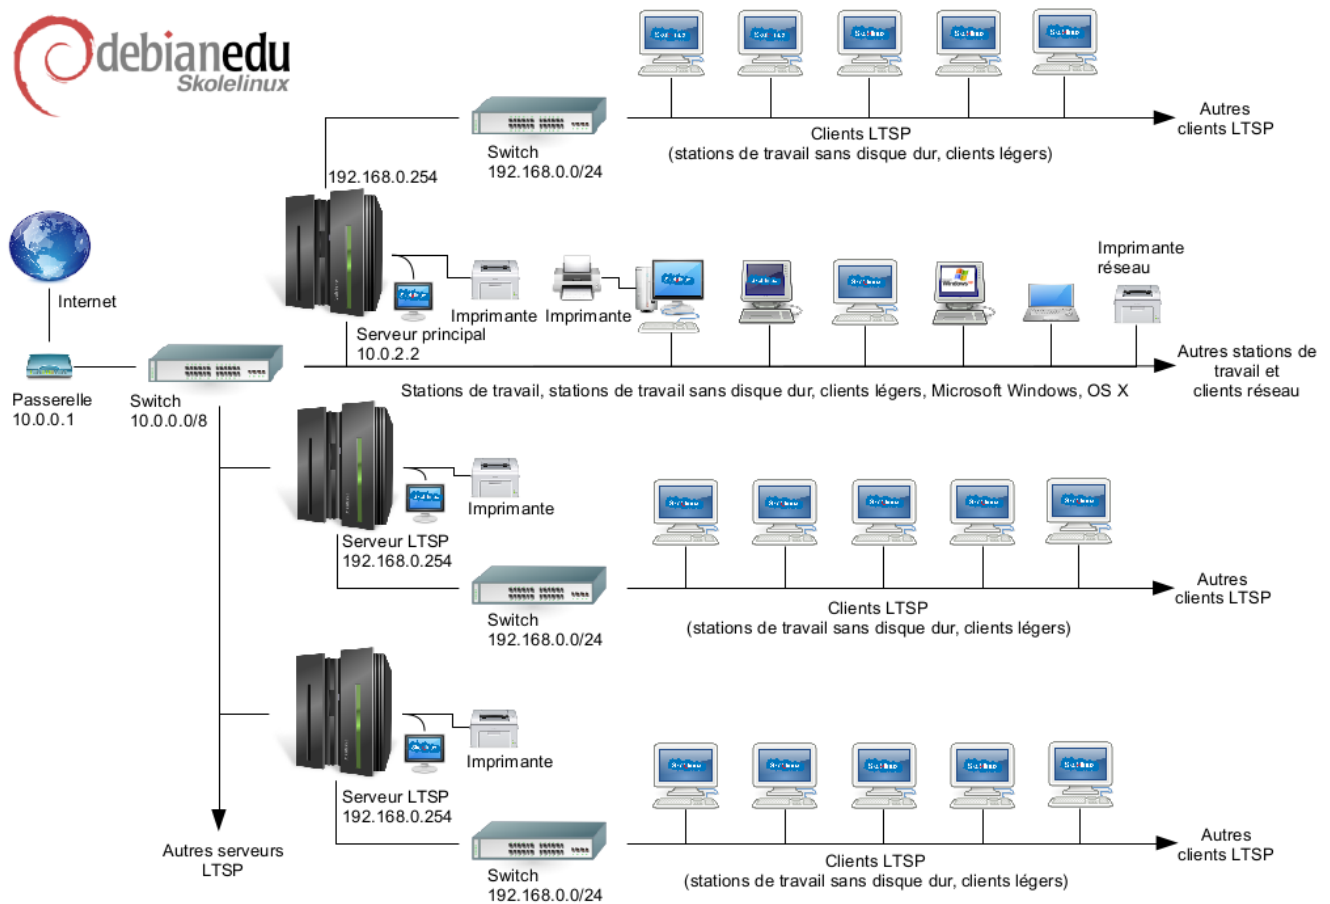 debianedu
Skolelinux
Autres
clients LTSP
Clients LTSP
(stations de travail sans disque dur, clients légers)
Switch
192.168.0.0/24
192.168.0.254
Internet
Imprimante
Imprimante
Imprimante
réseau
Serveur principal
10.0.2.2
Passerelle
10.0.0.1
Switch
10.0.0.0/8
Autres stations de
travail et
clients réseau
Stations de travail, stations de travail sans disque dur, clients légers, Microsoft Windows, OS X
Imprimante
Serveur LTSP
192.168.0.254
Switch
192.168.0.0/24
Clients LTSP
(stations de travail sans disque dur, clients légers)
Autres
clients LTSP
Imprimante
Serveur LTSP
192.168.0.254
Autres serveurs
LTSP
Switch
192.168.0.0/24
Clients LTSP
(stations de travail sans disque dur, clients légers)
Autres
clients LTSP